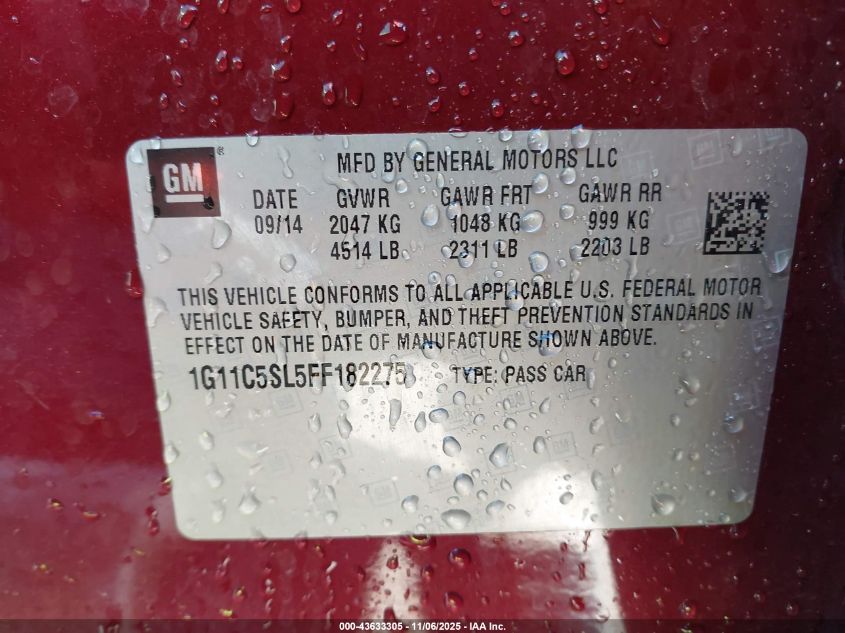 GM ® MFD BY GENERAL MOTORS LLC
DATE GVWR GAWR FRT GAWR RR
09/14 2047 KG 1048 KG 999 KG
4514 LB 2311 LB 2203 LB
THIS VEHICLE CONFORMS TO ALL APPLICABLE U.S. FEDERAL MOTOR
VEHICLE SAFETY, BUMPER, AND THEFT PREVENTION STANDARDS IN
EFFECT ON THE DATE OF MANUFACTURE SHOWN ABOVE.
1G11C5SL5FF182275 TYPE: PASS CAR
000-43633305 - 11/06/2025 - IAA Inc.